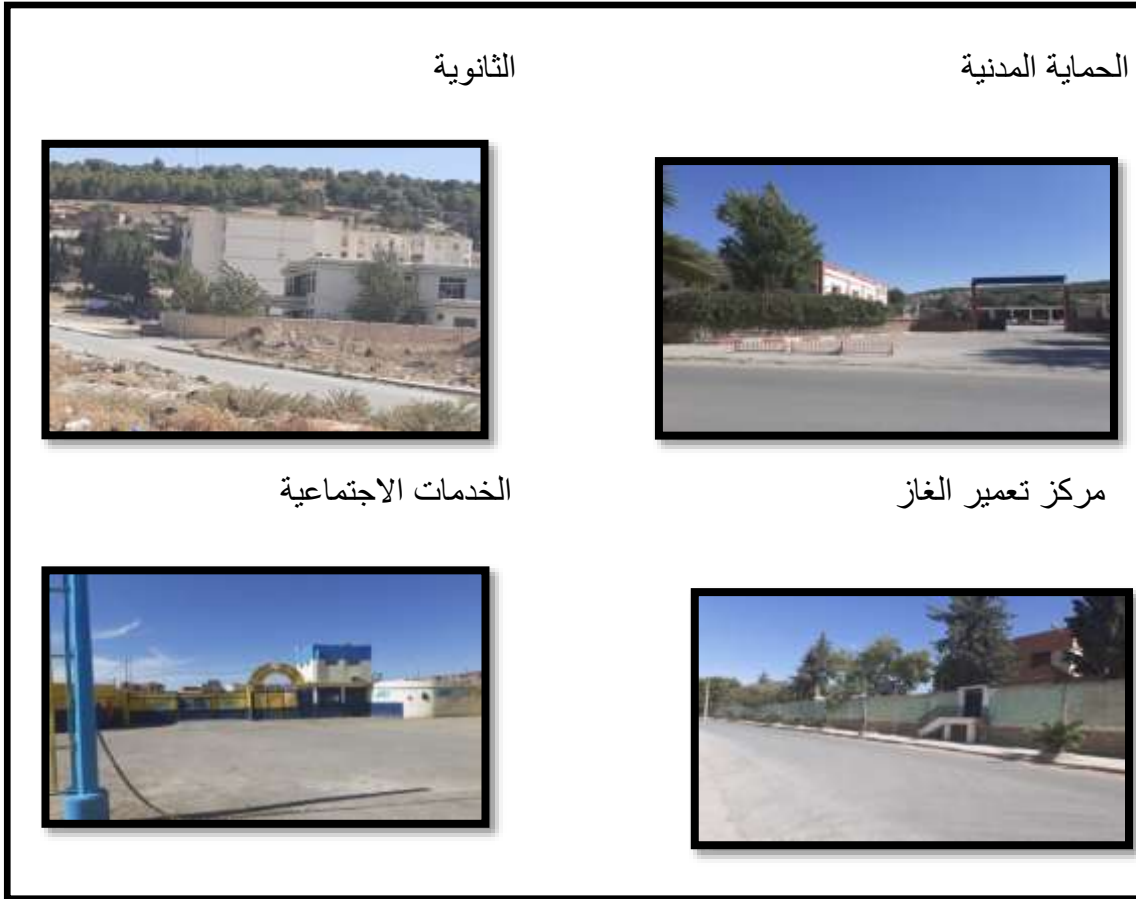 الحماية المدنية
الثانوية
مركز تعمير الغاز
الخدمات الاجتماعية